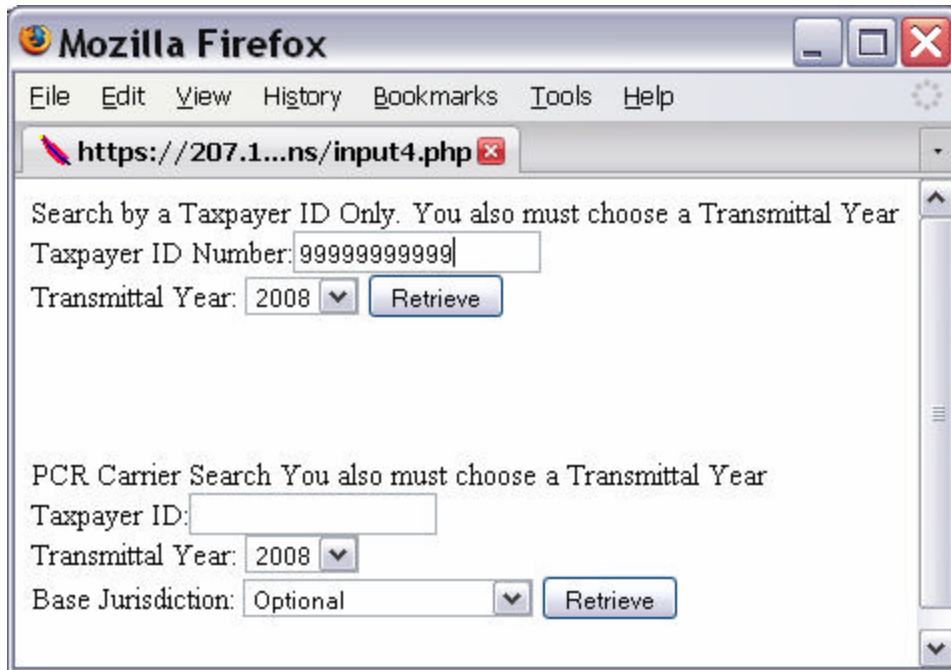 Mozilla Firefox
File Edit View History Bookmarks Tools Help
https://207.1...ns/input4.php
Search by a Taxpayer ID Only. You also must choose a Transmittal Year
Taxpayer ID Number: 99999999999
Transmittal Year: 2008 Retrieve
PCR Carrier Search You also must choose a Transmittal Year
Taxpayer ID:
Transmittal Year: 2008
Base Jurisdiction: Optional Retrieve